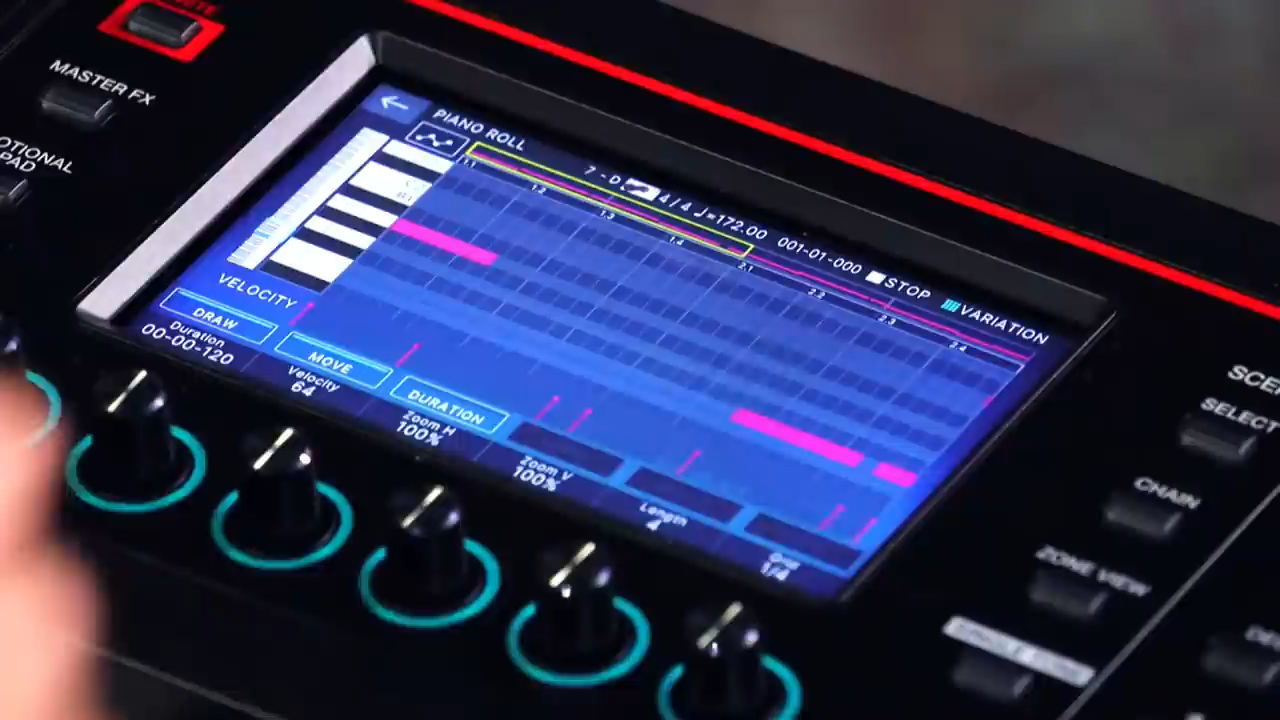 MASTER FX
PAD
PIANO ROLL
7 - D
4 / 4 ♩=172.00
001-01-000
STOP
VARIATION
1.1
1.2
1.3
1.4
2.1
2.2
2.3
2.4
VELOCITY
DRAW
MOVE
DURATION
Duration
00-00-120
Velocity
64
Zoom H
100%
Zoom V
100%
Length
4
1/4
SELECT
CHAIN
ZONE VIEW